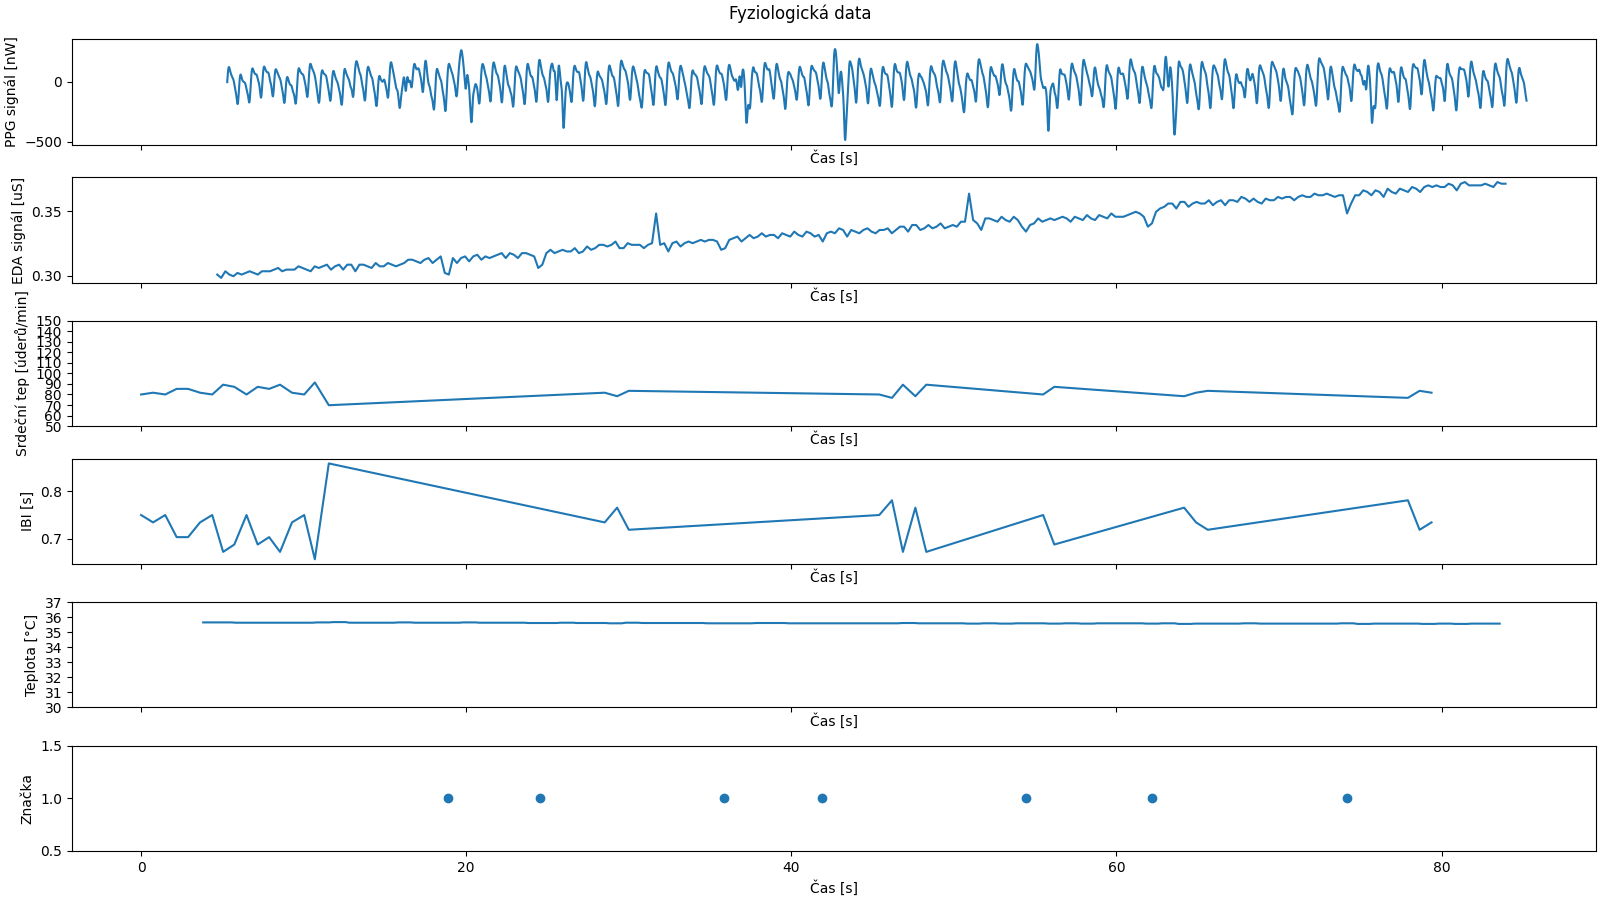 Fyziologická data
PPG signál [nW]
0
−500
Čas [s]
EDA signál [uS]
0.35
0.30
Čas [s]
Srdeční tep [úderů/min]
150
140
130
120
110
100
90
80
70
60
50
Čas [s]
IBI [s]
0.8
0.7
Čas [s]
Teplota [°C]
37
36
35
34
33
32
31
30
Čas [s]
Značka
1.5
1.0
0.5
0 20 40 60 80
Čas [s]